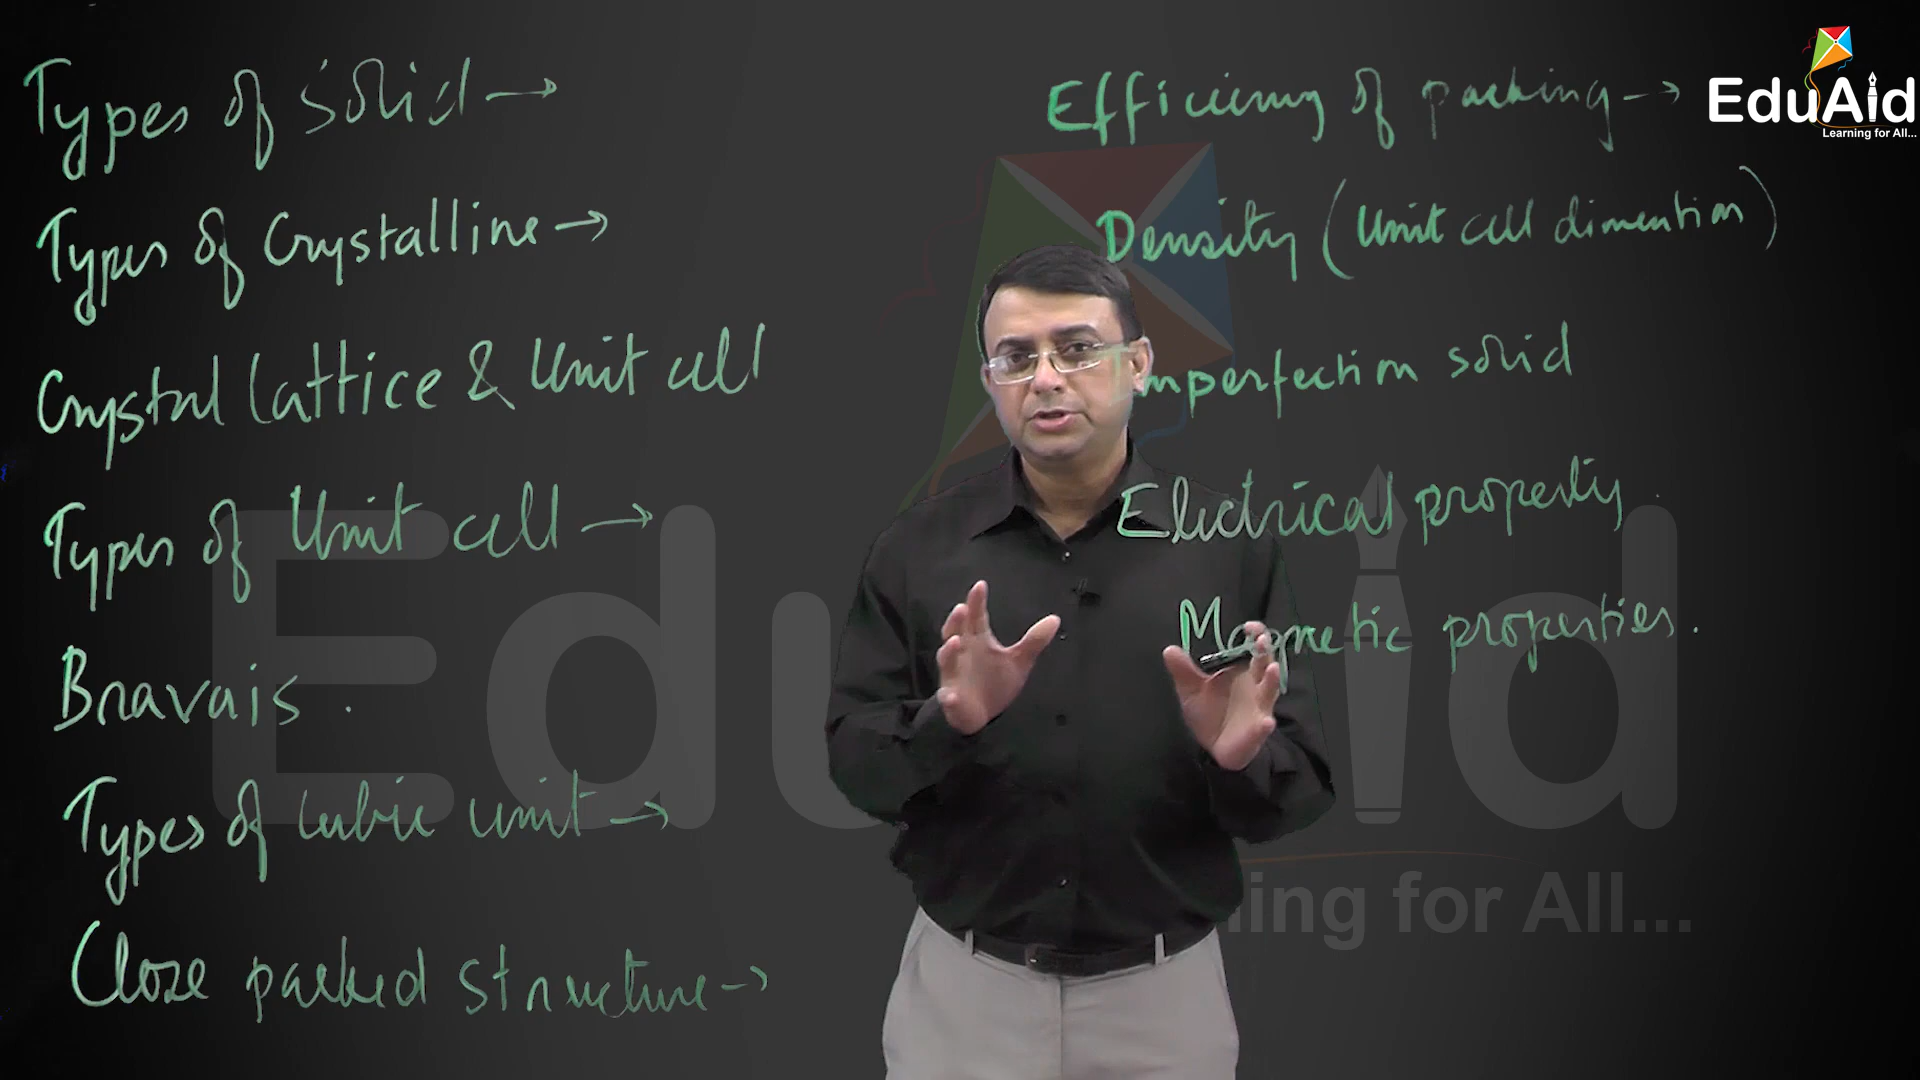 Types of solid →
Types of Crystalline →
Crystal lattice & Unit cell
Types of Unit cell →
Bravais .
Types of cubic unit →
Close packed structure →
Efficiency of packing →
Density (Unit cell dimention)
Imperfection solid
Electrical property .
Magnetic properties .
EduAid
Learning for All...
EduAid
ning for All...